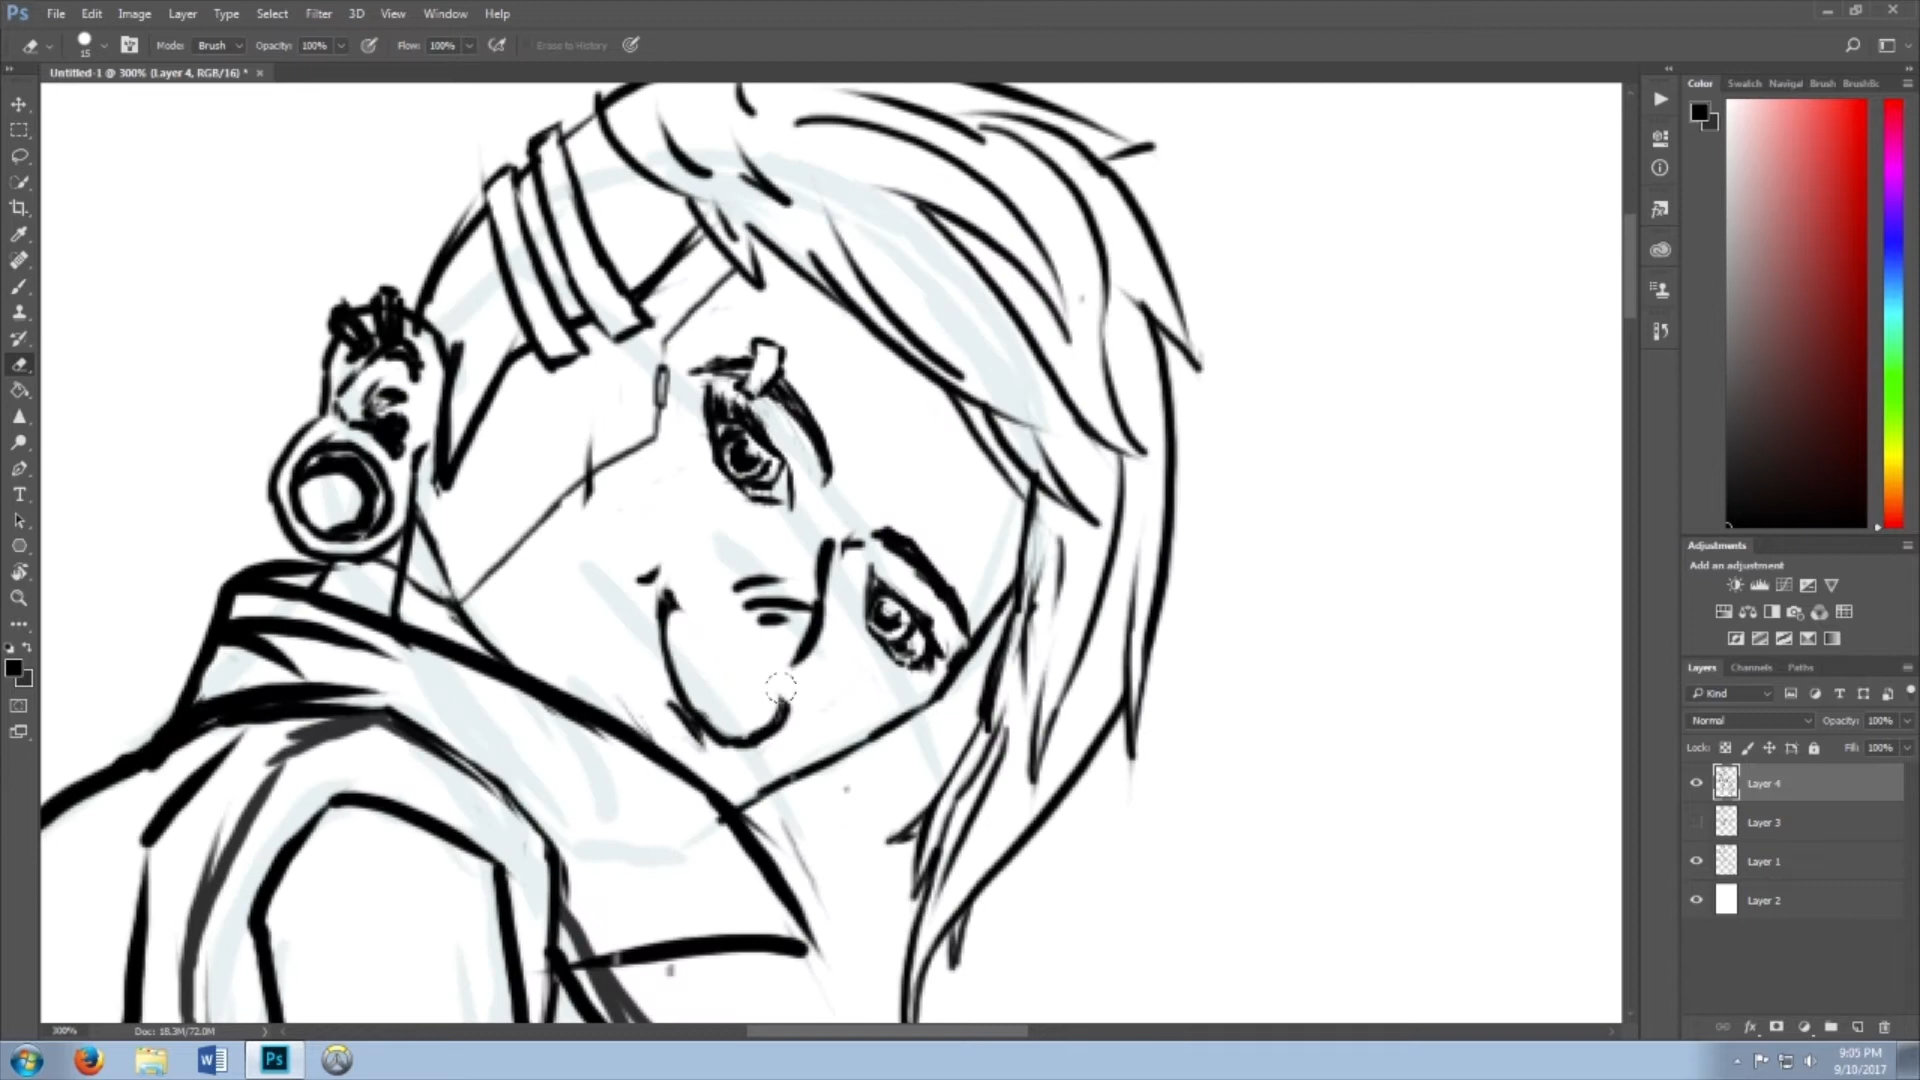 Ps File Edit Image Layer Type Select Filter 3D View Window Help
15 Mode: Brush Opacity: 100% Flow: 100% Erase to History
Untitled-1 @ 300% (Layer 4, RGB/16) * ×
Color Swatch Navigat Brush BrushBc
Adjustments
Add an adjustment
Layers Channels Paths
Kind
Normal Opacity: 100%
Lock: Fill: 100%
Layer 4
Layer 3
Layer 1
Layer 2
300% Doc: 18.3M/72.0M
W Ps
9:05 PM
9/10/2017